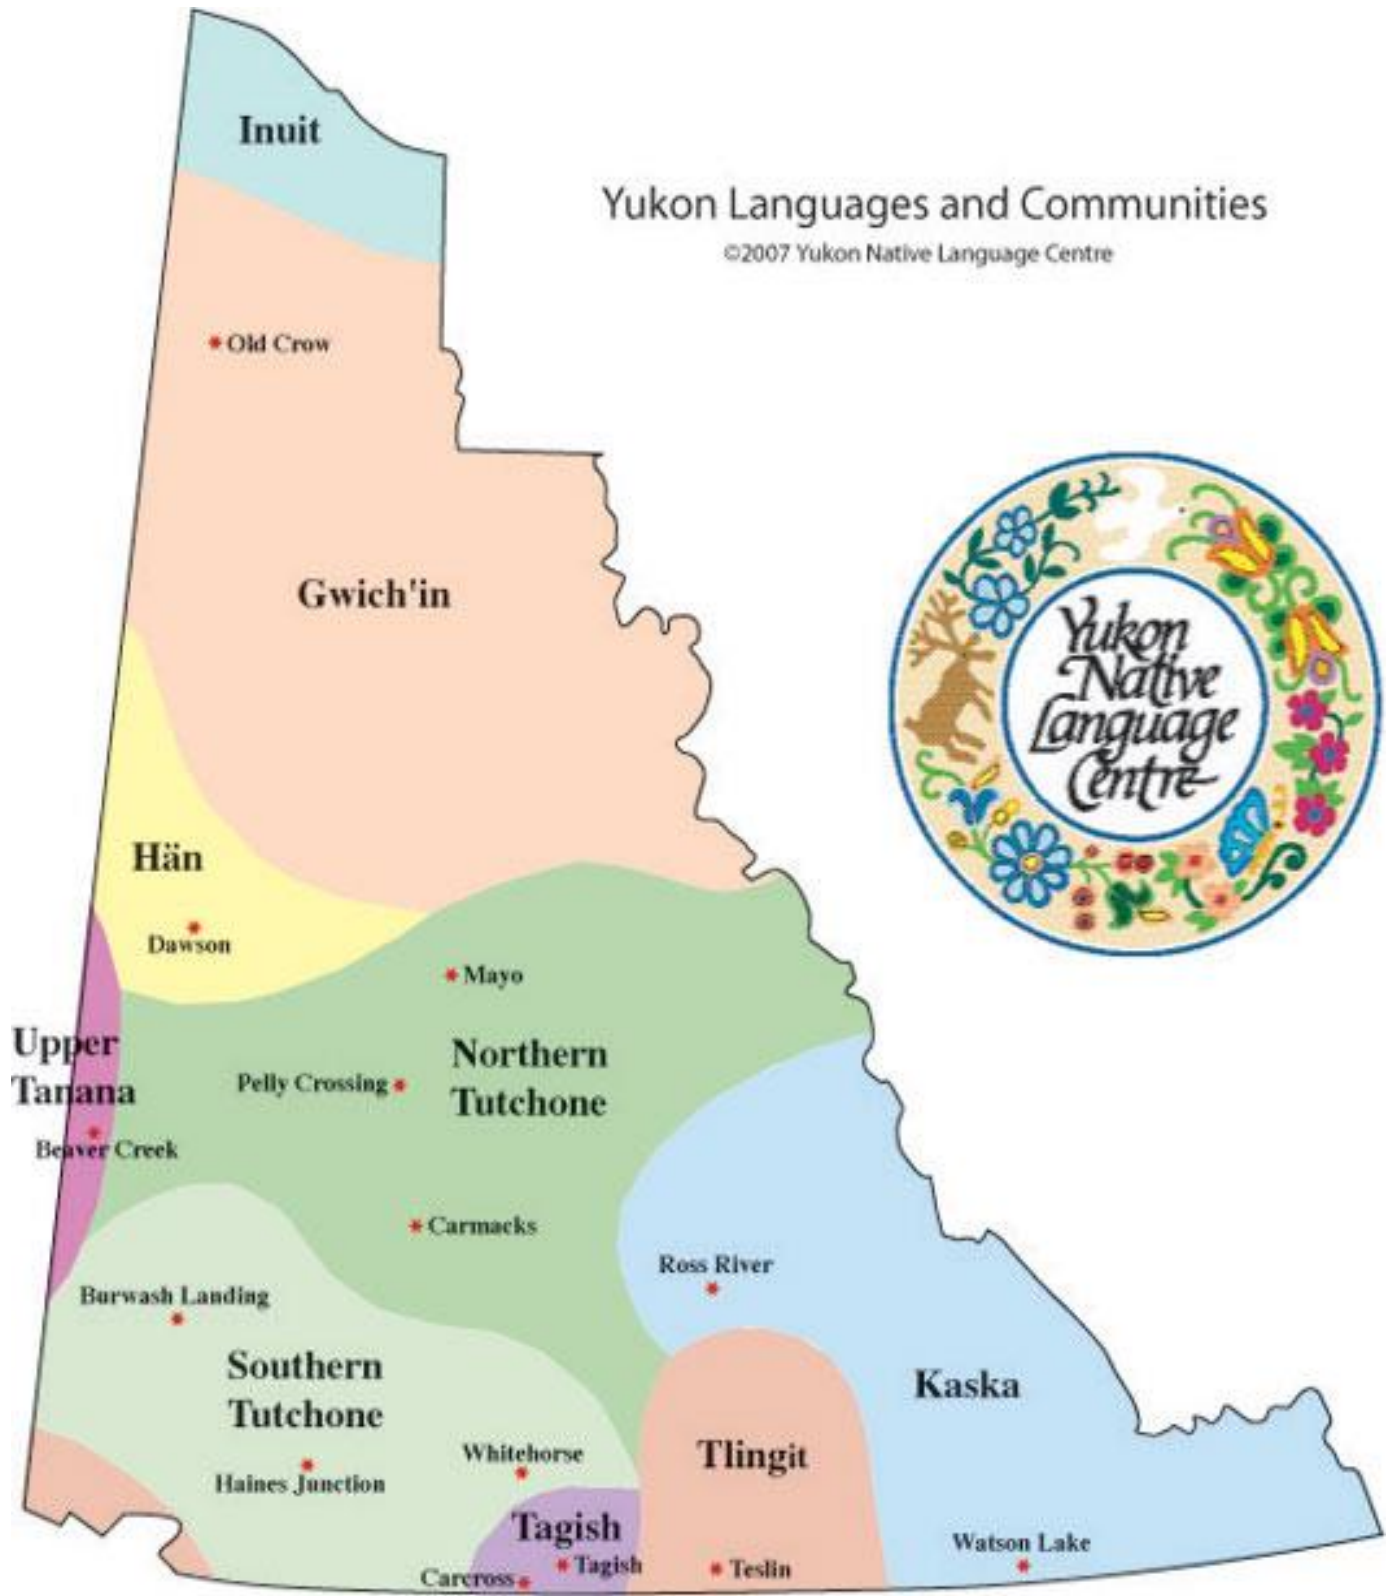 Inuit
Yukon Languages and Communities
©2007 Yukon Native Language Centre
Old Crow
Gwich'in
Yukon
Native
Language
Centre
Hän
Dawson
Mayo
Upper
Tanana
Northern
Tutchone
Pelly Crossing
Beaver Creek
Carmacks
Ross River
Burwash Landing
Southern
Tutchone
Kaska
Whitehorse
Tlingit
Haines Junction
Tagish
Watson Lake
Tagish
Teslin
Carcross